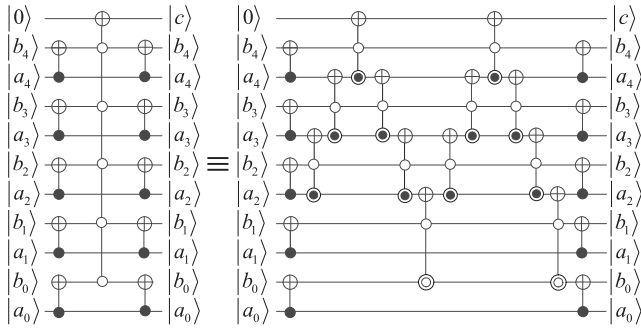 |0⟩ |c⟩ |0⟩ |c⟩
|b₄⟩ |b₄⟩ |b₄⟩ |b₄⟩
|a₄⟩ |a₄⟩ |a₄⟩ |a₄⟩
|b₃⟩ |b₃⟩ |b₃⟩ |b₃⟩
|a₃⟩ |a₃⟩ |a₃⟩ |a₃⟩
|b₂⟩ |b₂⟩ ≡ |b₂⟩ |b₂⟩
|a₂⟩ |a₂⟩ |a₂⟩ |a₂⟩
|b₁⟩ |b₁⟩ |b₁⟩ |b₁⟩
|a₁⟩ |a₁⟩ |a₁⟩ |a₁⟩
|b₀⟩ |b₀⟩ |b₀⟩ |b₀⟩
|a₀⟩ |a₀⟩ |a₀⟩ |a₀⟩